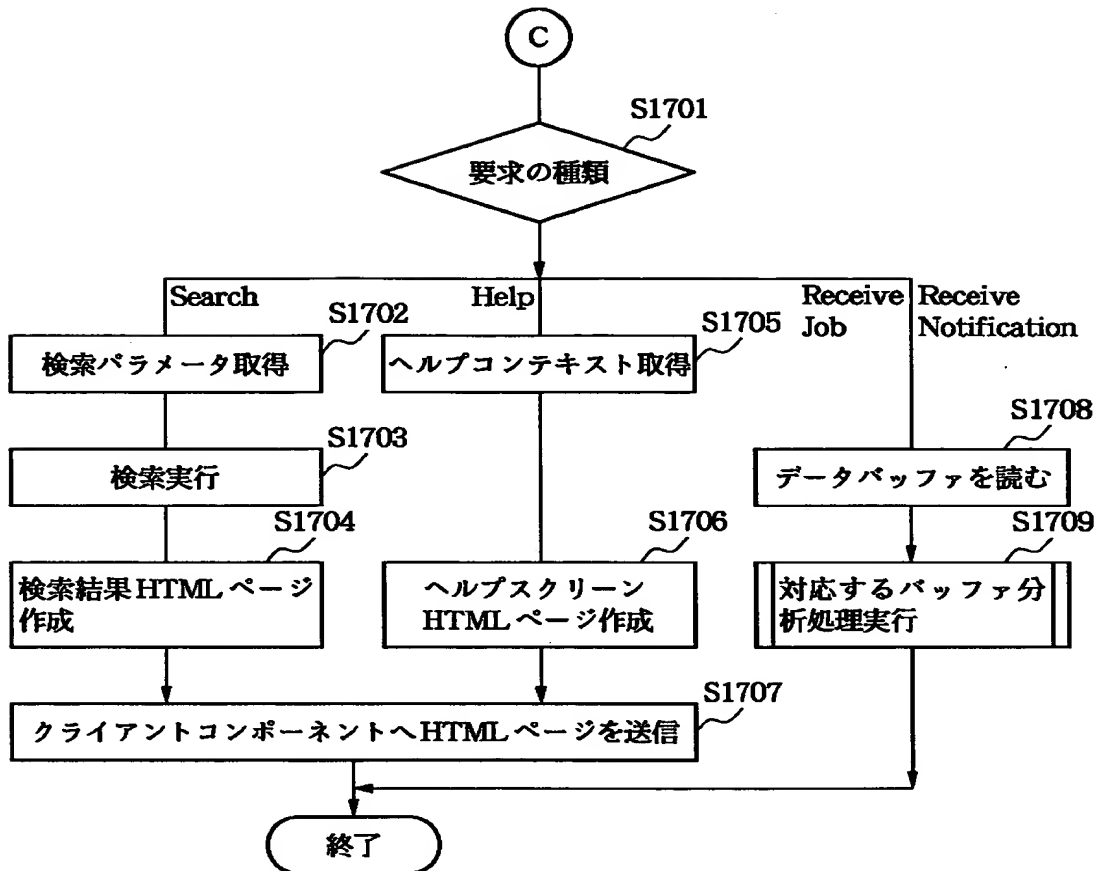 C
S1701
要求の種類
Search
Help
Receive
Job
Receive
Notification
S1702
検索パラメータ取得
S1705
ヘルプコンテキスト取得
S1703
検索実行
S1708
データバッファを読む
S1704
検索結果HTMLページ
作成
S1706
ヘルプスクリーン
HTMLページ作成
S1709
対応するバッファ分
析処理実行
S1707
クライアントコンポーネントへHTMLページを送信
終了